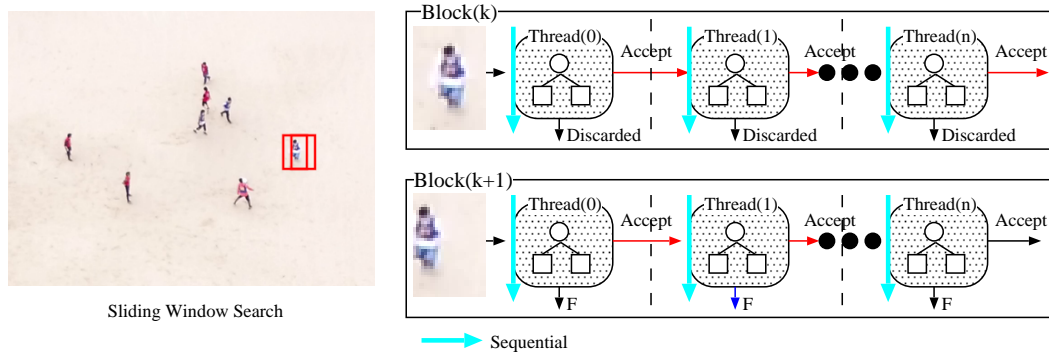 Block(k)
Thread(0)
Accept
Thread(1)
Accept
Thread(n)
Accept
Discarded
Discarded
Discarded
Block(k+1)
Thread(0)
Accept
Thread(1)
Accept
Thread(n)
Accept
F
F
F
Sliding Window Search
Sequential